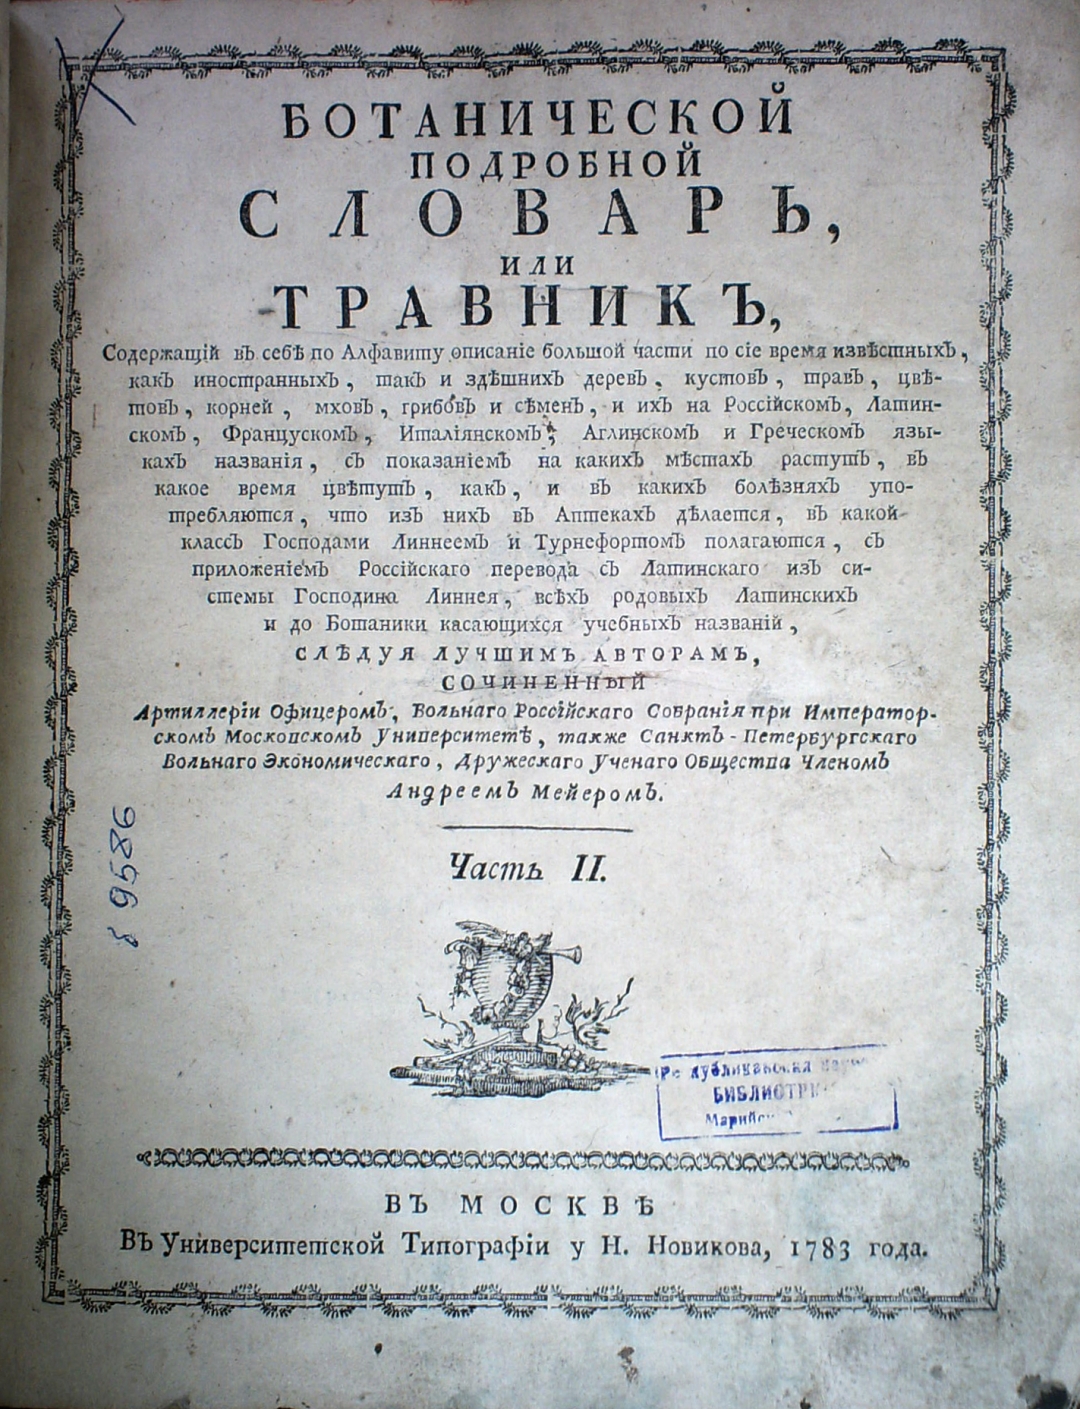 БОТАНИЧЕСКОЙ
ПОДРОБНОЙ
СЛОВАРЬ,
ИЛИ
ТРАВНИКЪ,
Содержащій въ себѣ по Алфавиту описаніе большой части по сіе время извѣстныхъ,
какъ иностранныхъ, такъ и здѣшнихъ деревъ, кустовъ, травъ, цвѣ-
товъ, корней, мховъ, грибовъ и сѣменъ, и ихъ на Россійскомъ, Латин-
скомъ, Француcкомъ, Италіянскомъ, Аглинскомъ и Греческомъ язы-
кахъ названія, съ показаніемъ на какихъ мѣстахъ растутъ, въ
какое время цвѣтутъ, какъ, и въ какихъ болѣзняхъ упо-
требляются, что изъ нихъ въ Аптекахъ дѣлается, въ какой
классъ Господами Линнеемъ и Турнефортомъ полагаются, съ
приложеніемъ Россійскаго перевода съ Латинскаго изъ си-
стемы Господина Линнея, всѣхъ родовыхъ Латинскихъ
и до Ботаники касающихся учебныхъ названій,
СЛѢДУЯ ЛУЧШИМЪ АВТОРАМЪ,
СОЧИНЕННЫЙ
Артиллеріи Офицеромъ, Вольнаго Россійскаго Собранія при Император-
скомъ Московскомъ Университетѣ, также Санктъ-Петербургскаго
Вольнаго Экономическаго, Дружескаго Ученаго Общества Членомъ
Андреемъ Мейеромъ.
Часть II.
9586
БИБЛИОТЕК
ВЪ МОСКВѢ
Въ Университетской Типографіи у Н. Новикова, 1783 года.